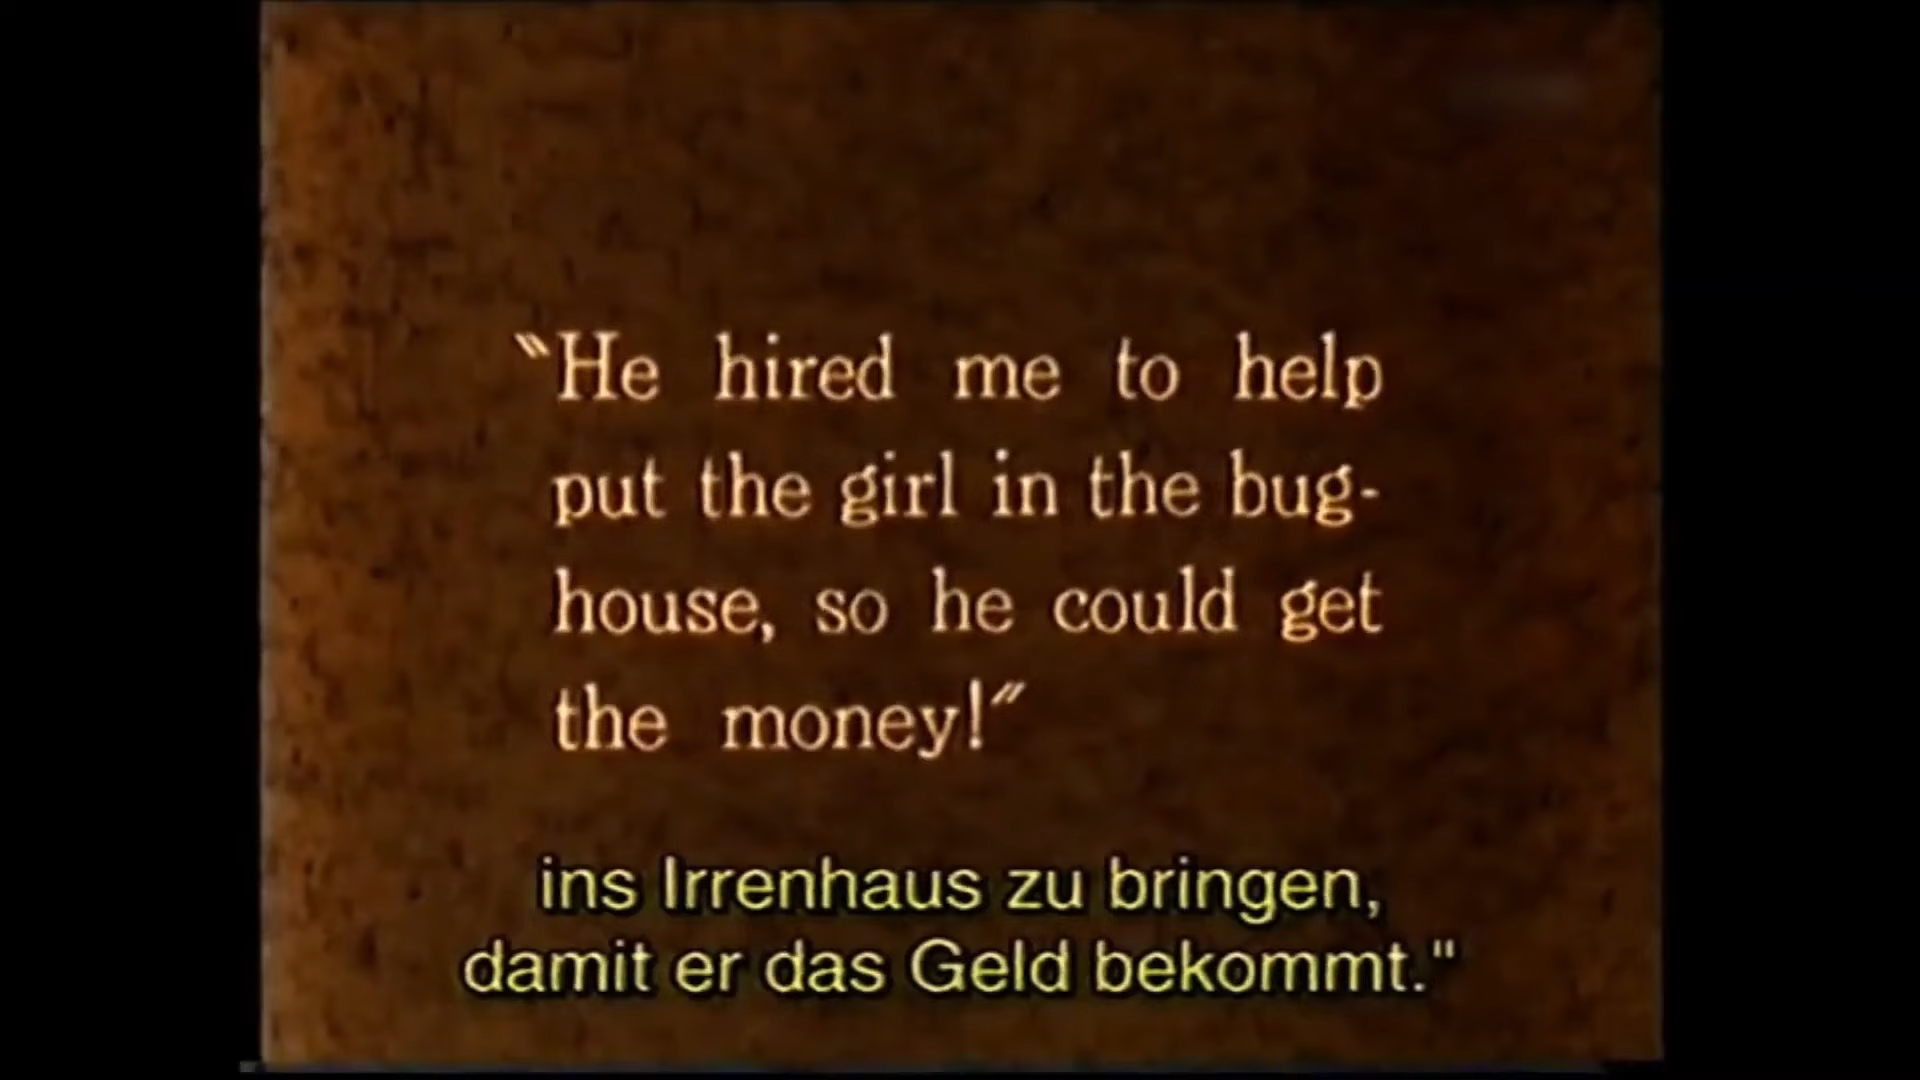 "He hired me to help
put the girl in the bug-
house, so he could get
the money!"
ins Irrenhaus zu bringen,
damit er das Geld bekommt."